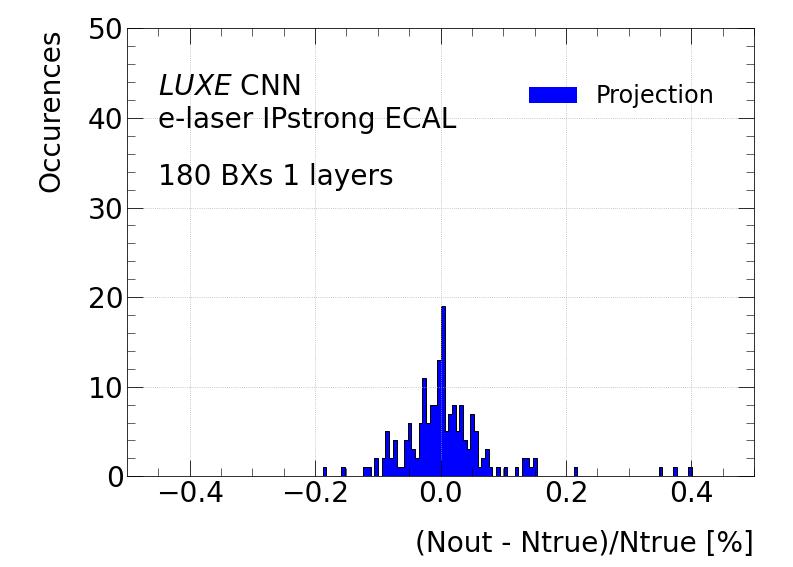 Occurences
50
40
30
20
10
0
LUXE CNN
e-laser IPstrong ECAL
180 BXs 1 layers
Projection
−0.4 −0.2 0.0 0.2 0.4
(Nout - Ntrue)/Ntrue [%]